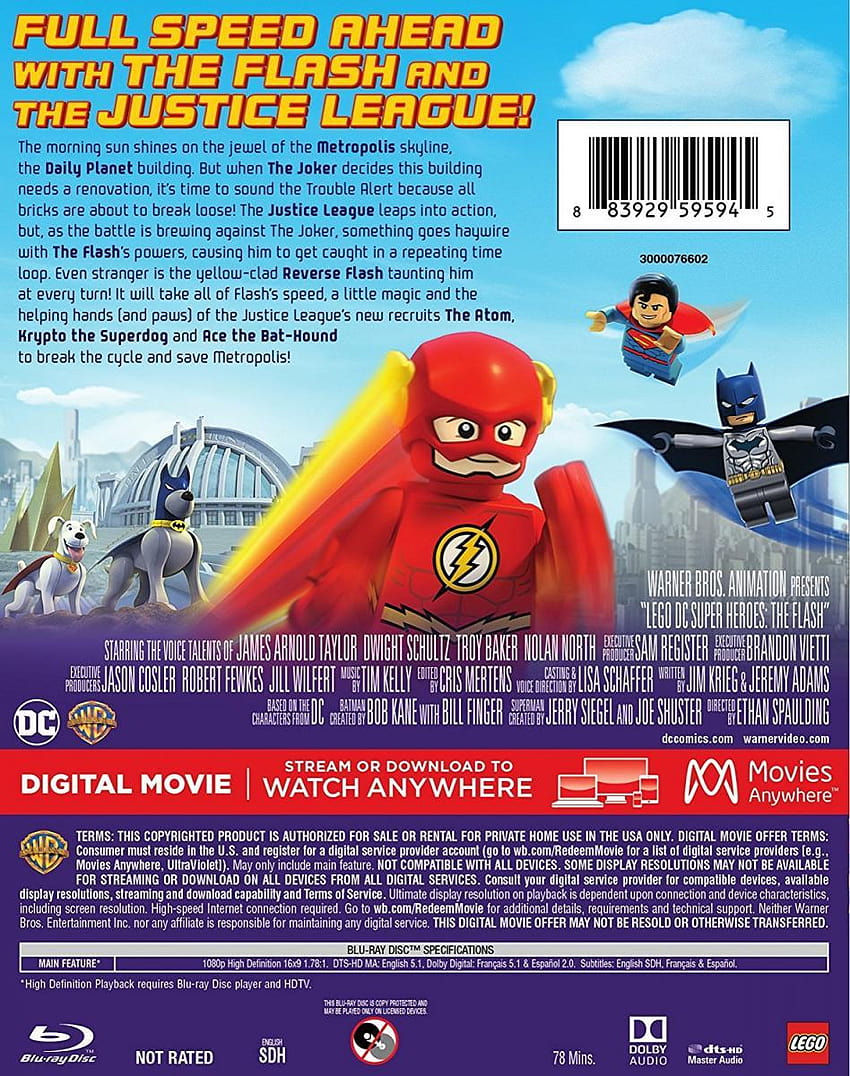 FULL SPEED AHEAD
WITH THE FLASH AND
THE JUSTICE LEAGUE!
The morning sun shines on the jewel of the Metropolis skyline,
the Daily Planet building. But when The Joker decides this building
needs a renovation, it's time to sound the Trouble Alert because all
bricks are about to break loose! The Justice League leaps into action,
but, as the battle is brewing against The Joker, something goes haywire
with The Flash's powers, causing him to get caught in a repeating time
loop. Even stranger is the yellow-clad Reverse Flash taunting him
at every turn! It will take all of Flash's speed, a little magic and the
helping hands (and paws) of the Justice League's new recruits The Atom,
Krypto the Superdog and Ace the Bat-Hound
to break the cycle and save Metropolis!
8 83929 59594 5
3000076602
WARNER BROS. ANIMATION PRESENTS
"LEGO DC SUPER HEROES: THE FLASH"
STARRING THE VOICE TALENTS OF JAMES ARNOLD TAYLOR DWIGHT SCHULTZ TROY BAKER NOLAN NORTH EXECUTIVE PRODUCER SAM REGISTER EXECUTIVE PRODUCER BRANDON VIETTI
EXECUTIVE PRODUCERS JASON COSLER ROBERT FEWKES JILL WILFERT MUSIC BY TIM KELLY EDITED BY CRIS MERTENS CASTING & VOICE DIRECTION BY LISA SCHAFFER WRITTEN BY JIM KRIEG & JEREMY ADAMS
BASED ON THE CHARACTERS FROM DC BATMAN CREATED BY BOB KANE WITH BILL FINGER SUPERMAN CREATED BY JERRY SIEGEL AND JOE SHUSTER DIRECTED BY ETHAN SPAULDING
DC
WB
dccomics.com warnervideo.com
DIGITAL MOVIE
STREAM OR DOWNLOAD TO
WATCH ANYWHERE
Movies
Anywhere™
WB
TERMS: THIS COPYRIGHTED PRODUCT IS AUTHORIZED FOR SALE OR RENTAL FOR PRIVATE HOME USE IN THE USA ONLY. DIGITAL MOVIE OFFER TERMS:
Consumer must reside in the U.S. and register for a digital service provider account (go to wb.com/RedeemMovie for a list of digital service providers (e.g.,
Movies Anywhere, UltraViolet)). May only include main feature. NOT COMPATIBLE WITH ALL DEVICES. SOME DISPLAY RESOLUTIONS MAY NOT BE AVAILABLE
FOR STREAMING OR DOWNLOAD ON ALL DEVICES FROM ALL DIGITAL SERVICES. Consult your digital service provider for compatible devices, available
display resolutions, streaming and download capability and Terms of Service. Ultimate display resolution on playback is dependent upon connection and device characteristics,
including screen resolution. High-speed Internet connection required. Go to wb.com/RedeemMovie for additional details, requirements and technical support. Neither Warner
Bros. Entertainment Inc. nor any affiliate is responsible for maintaining any digital service. THIS DIGITAL MOVIE OFFER MAY NOT BE RESOLD OR OTHERWISE TRANSFERRED.
BLU-RAY DISC™ SPECIFICATIONS
MAIN FEATURE* 1080p High Definition 16x9 1.78:1. DTS-HD MA: English 5.1, Dolby Digital: Français 5.1 & Español 2.0. Subtitles: English SDH, Français & Español.
*High Definition Playback requires Blu-ray Disc player and HDTV.
THIS BLU-RAY DISC IS COPY PROTECTED AND
MAY BE PLAYED ONLY ON LICENSED DEVICES.
Blu-ray Disc™
NOT RATED
ENGLISH
SDH
78 Mins.
DOLBY
AUDIO
dts-HD
Master Audio
LEGO